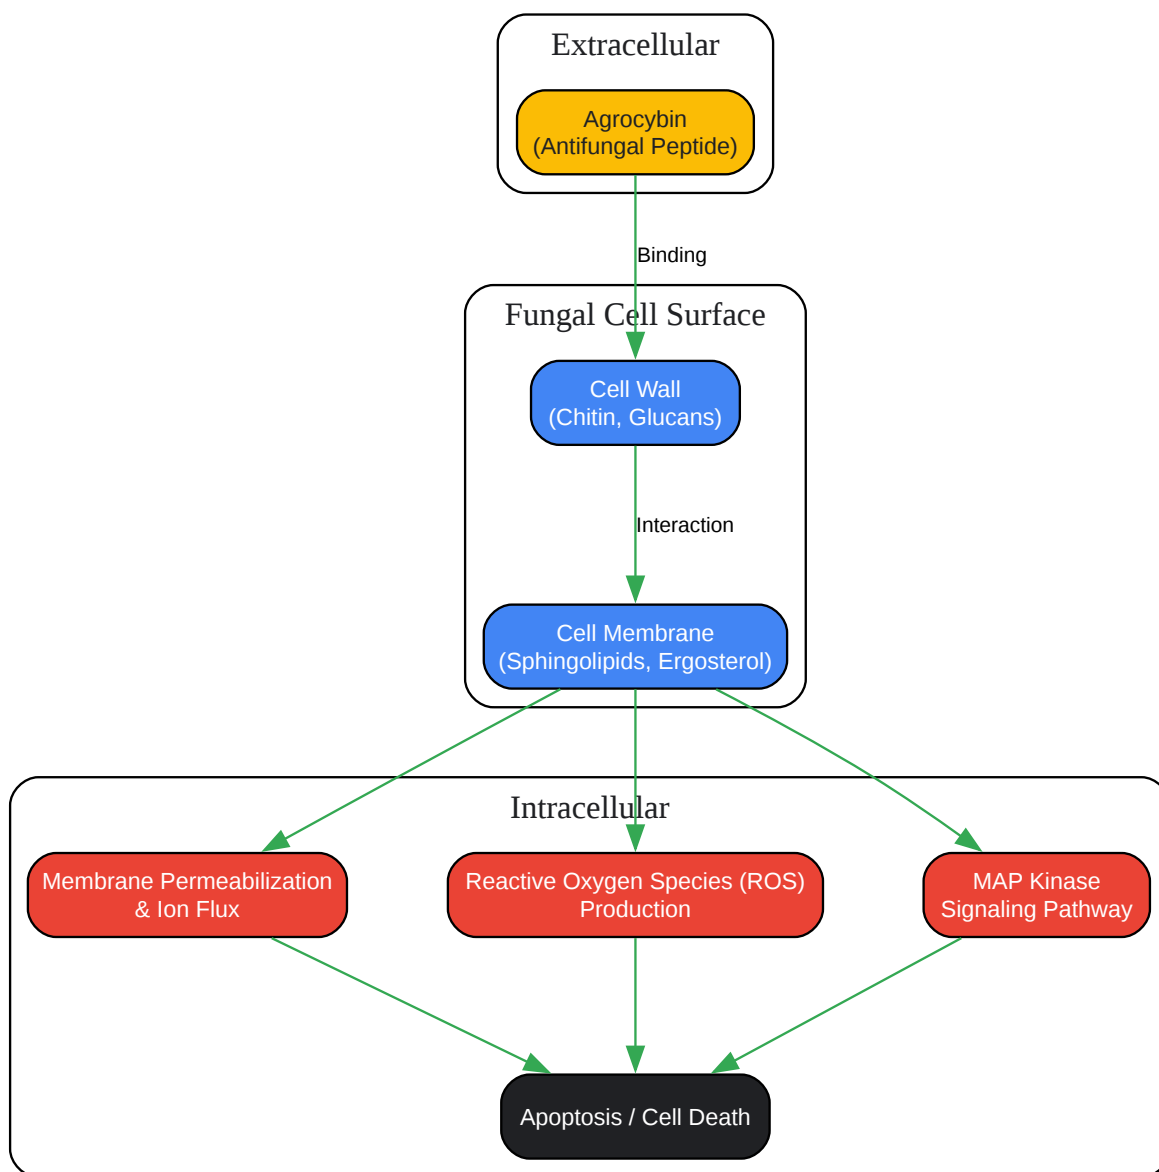 Extracellular
Agrocybin
(Antifungal Peptide)
Binding
Fungal Cell Surface
Cell Wall
(Chitin, Glucans)
Interaction
Cell Membrane
(Sphingolipids, Ergosterol)
Intracellular
Membrane Permeabilization
& Ion Flux
Reactive Oxygen Species (ROS)
Production
MAP Kinase
Signaling Pathway
Apoptosis / Cell Death